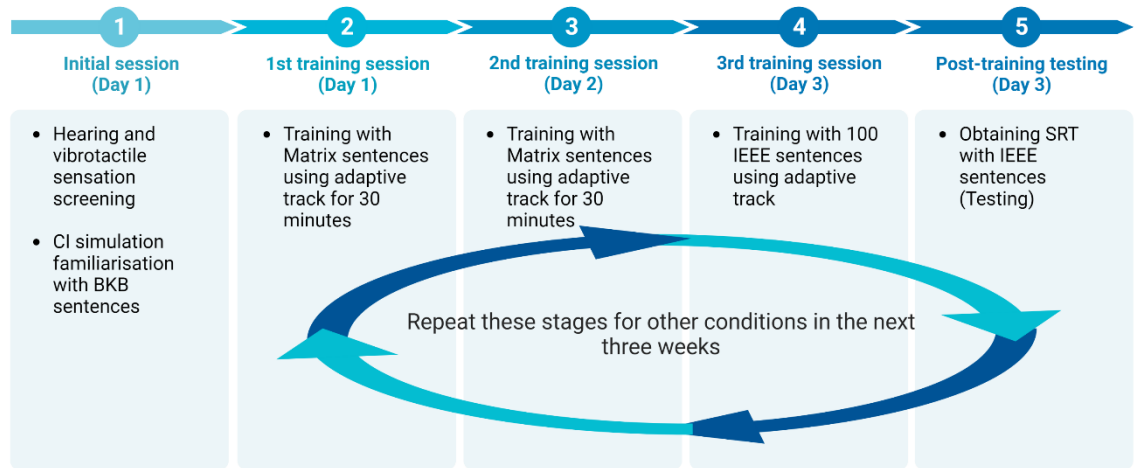 1
2
3
4
5
Initial session
(Day 1)
1st training session
(Day 1)
2nd training session
(Day 2)
3rd training session
(Day 3)
Post-training testing
(Day 3)
• Hearing and
vibrotactile
sensation
screening
• CI simulation
familiarisation
with BKB
sentences
• Training with
Matrix sentences
using adaptive
track for 30
minutes
• Training with
Matrix sentences
using adaptive
track for 30
minutes
• Training with 100
IEEE sentences
using adaptive
track
• Obtaining SRT
with IEEE
sentences
(Testing)
Repeat these stages for other conditions in the next
three weeks